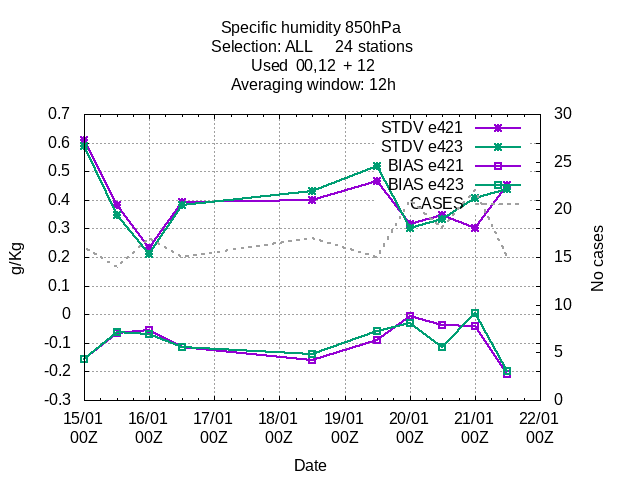 Specific humidity 850hPa
Selection: ALL 24 stations
Used 00,12 + 12
Averaging window: 12h
0.7
0.6
0.5
0.4
0.3
0.2
0.1
0
-0.1
-0.2
-0.3
g/Kg
30
25
20
15
10
5
0
No cases
STDV e421
STDV e423
BIAS e421
BIAS e423
CASES
15/01 16/01 17/01 18/01 19/01 20/01 21/01 22/01
00Z 00Z 00Z 00Z 00Z 00Z 00Z 00Z
Date